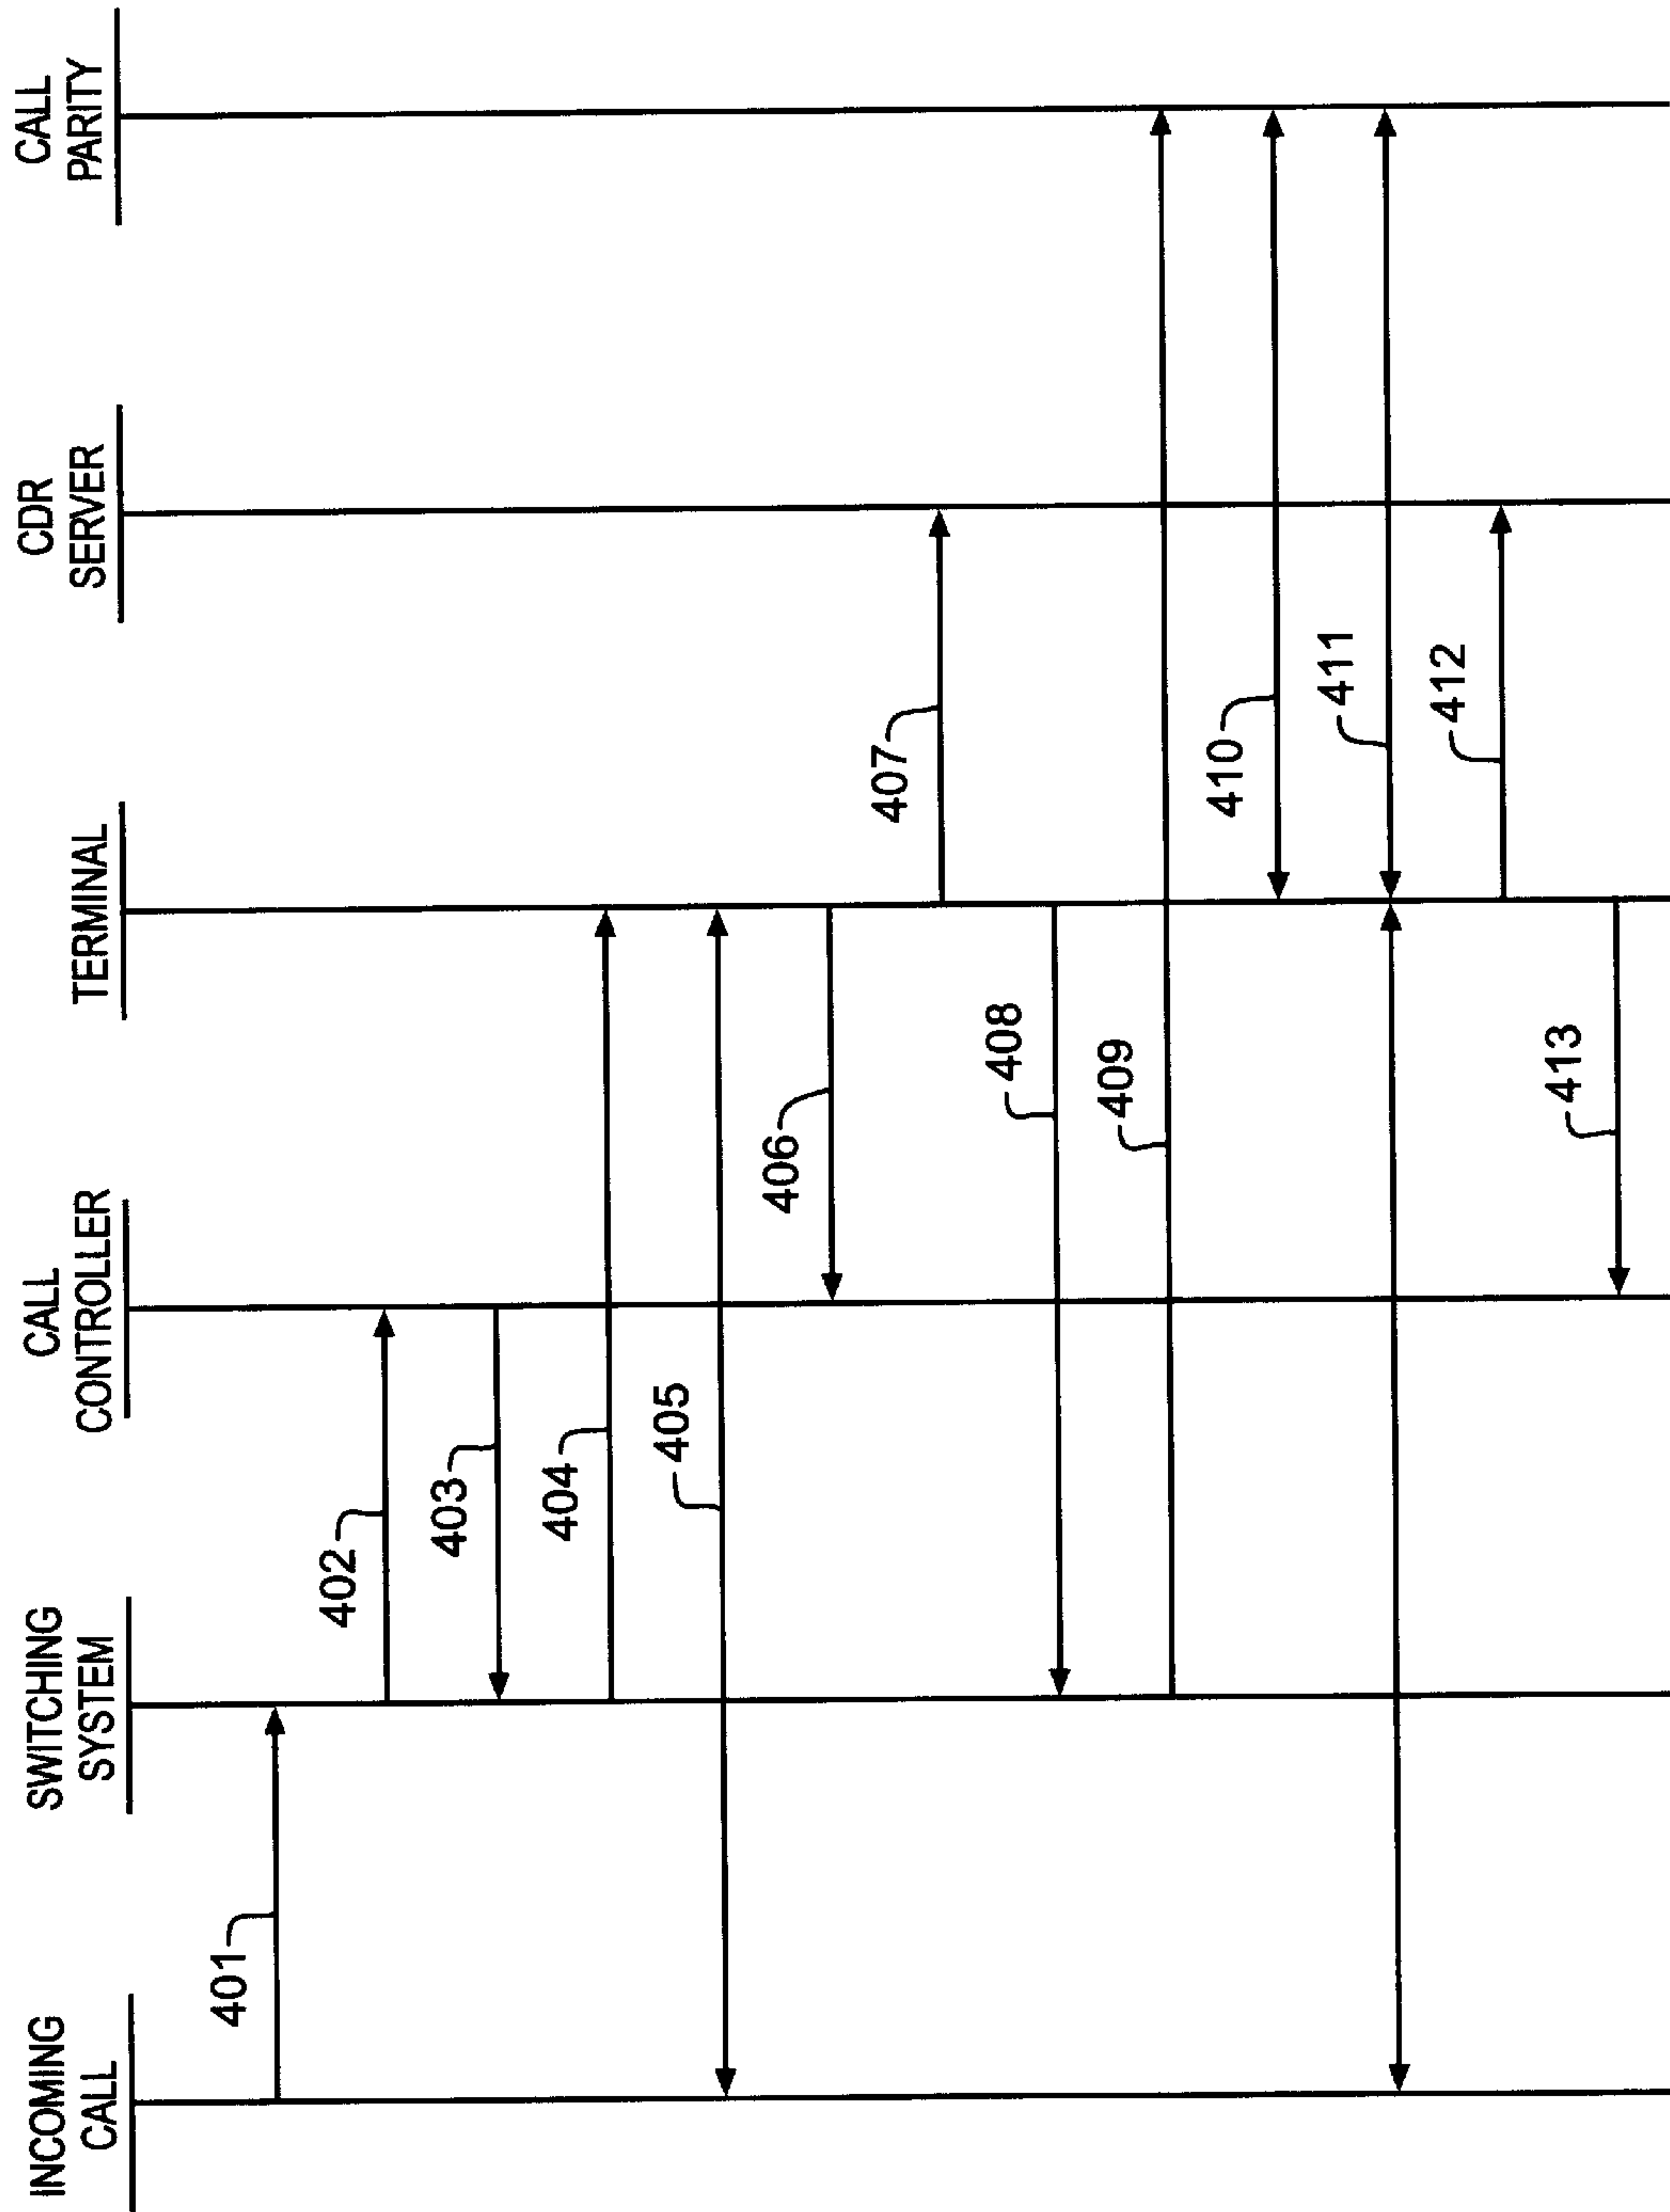 INCOMING
CALL
SWITCHING
SYSTEM
CALL
CONTROLLER
TERMINAL
CDR
SERVER
CALL
PARITY
401
402
403
404
405
406
407
408
409
410
411
412
413